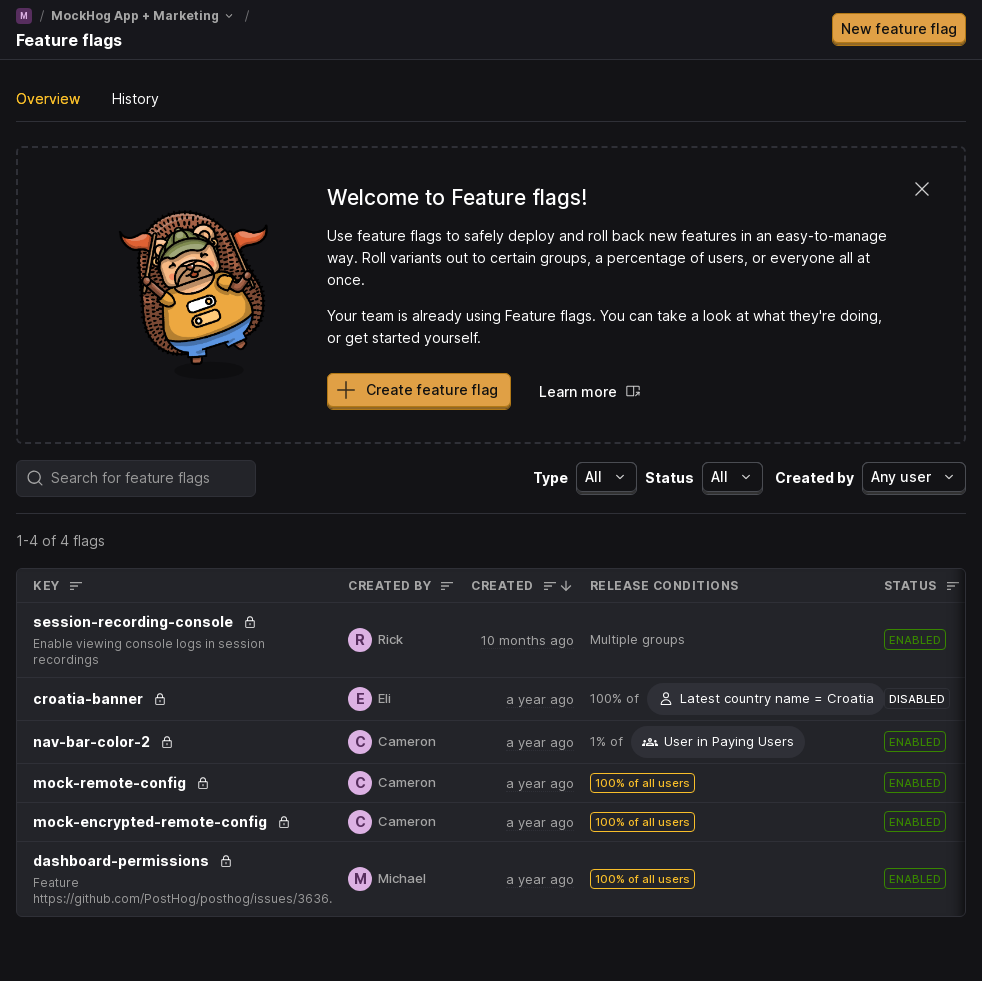 M / MockHog App + Marketing /
Feature flags
New feature flag
Overview History
Welcome to Feature flags!
Use feature flags to safely deploy and roll back new features in an easy-to-manage
way. Roll variants out to certain groups, a percentage of users, or everyone all at
once.
Your team is already using Feature flags. You can take a look at what they're doing,
or get started yourself.
Create feature flag Learn more
Search for feature flags Type All Status All Created by Any user
1-4 of 4 flags
KEY CREATED BY CREATED RELEASE CONDITIONS STATUS
session-recording-console
Enable viewing console logs in session
recordings
R Rick 10 months ago Multiple groups ENABLED
croatia-banner E Eli a year ago 100% of Latest country name = Croatia DISABLED
nav-bar-color-2 C Cameron a year ago 1% of User in Paying Users ENABLED
mock-remote-config C Cameron a year ago 100% of all users ENABLED
mock-encrypted-remote-config C Cameron a year ago 100% of all users ENABLED
dashboard-permissions
Feature
https://github.com/PostHog/posthog/issues/3636.
M Michael a year ago 100% of all users ENABLED